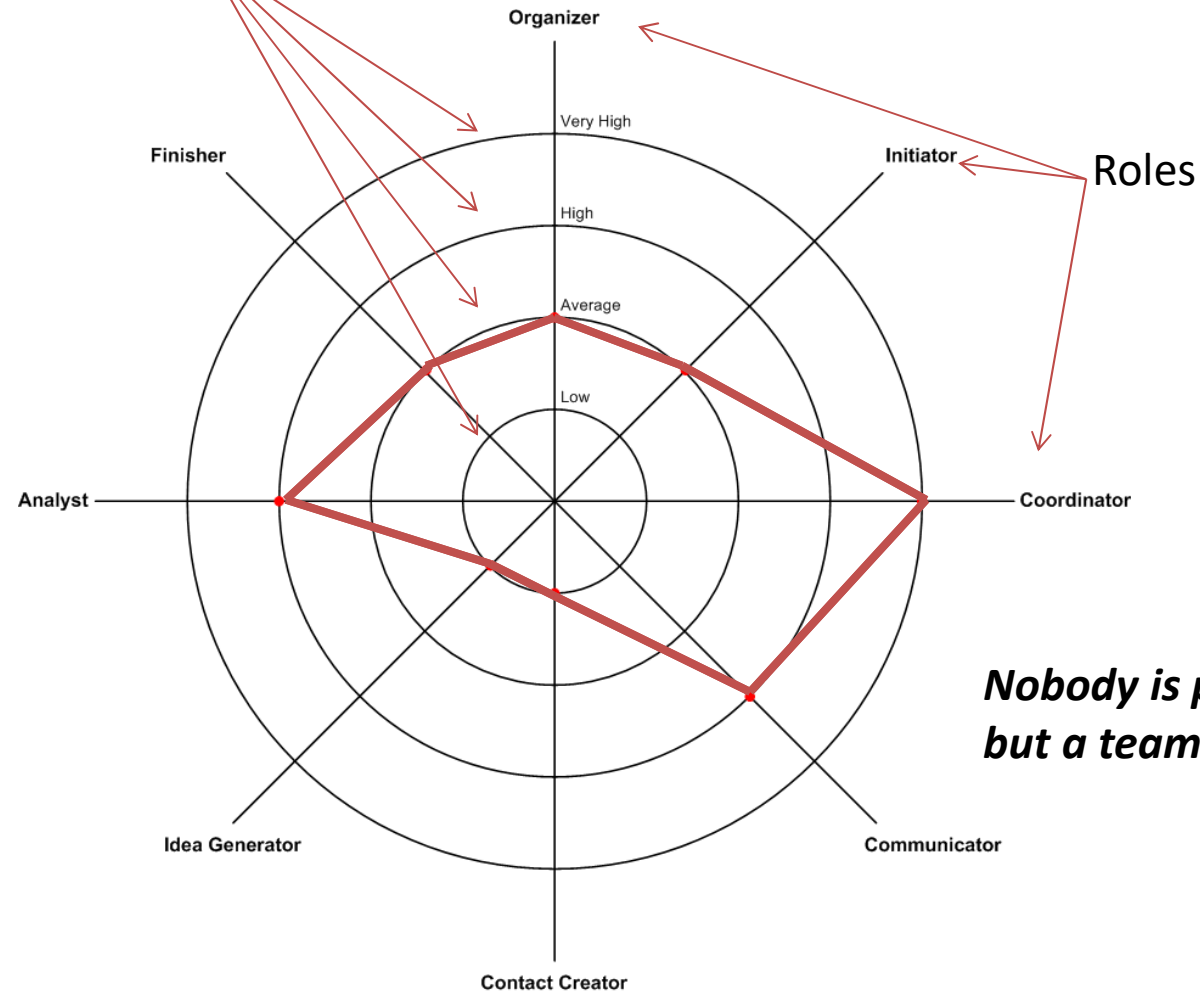 Organizer
Very High
Finisher
Initiator
Roles
High
Average
Low
Analyst
Coordinator
Nobody is
but a team
Idea Generator
Communicator
Contact Creator